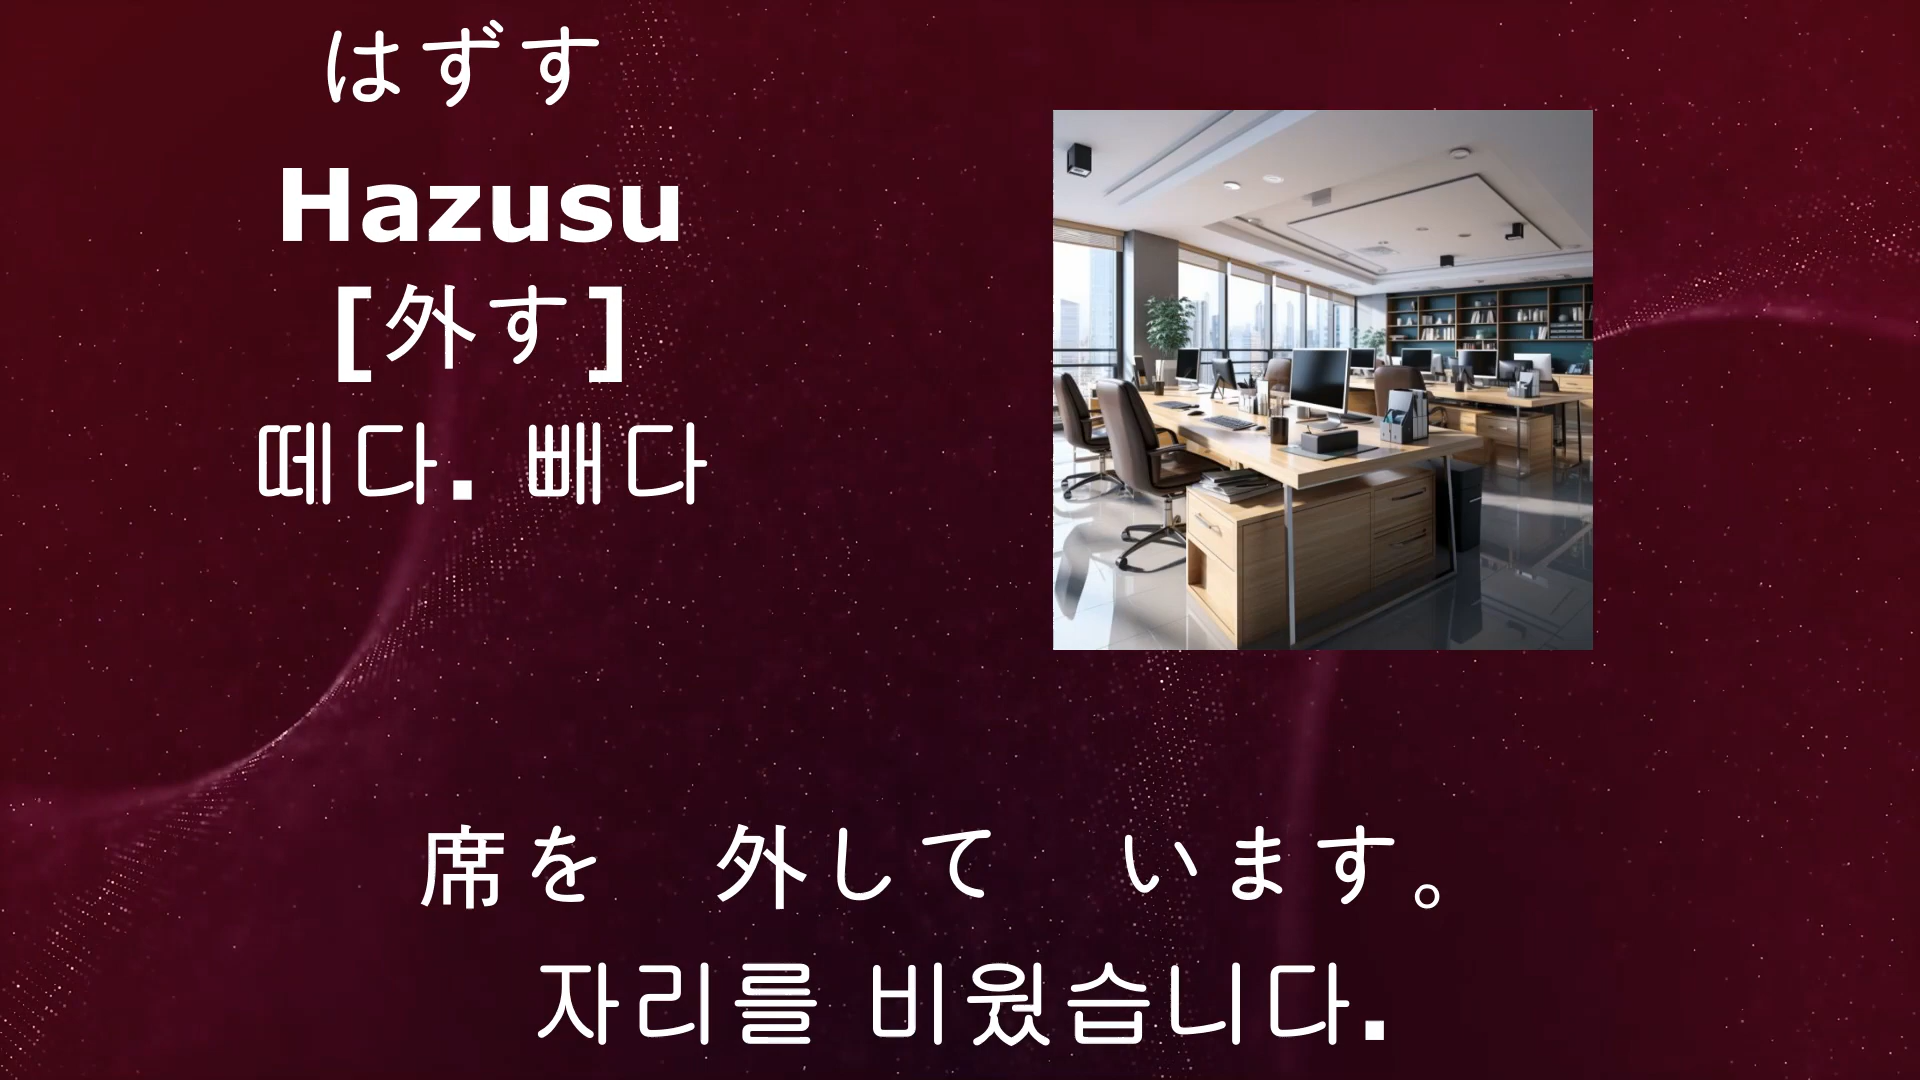 はずす
Hazusu
[外す]
떼다. 빼다
席を　外して　います。
자리를 비웠습니다.